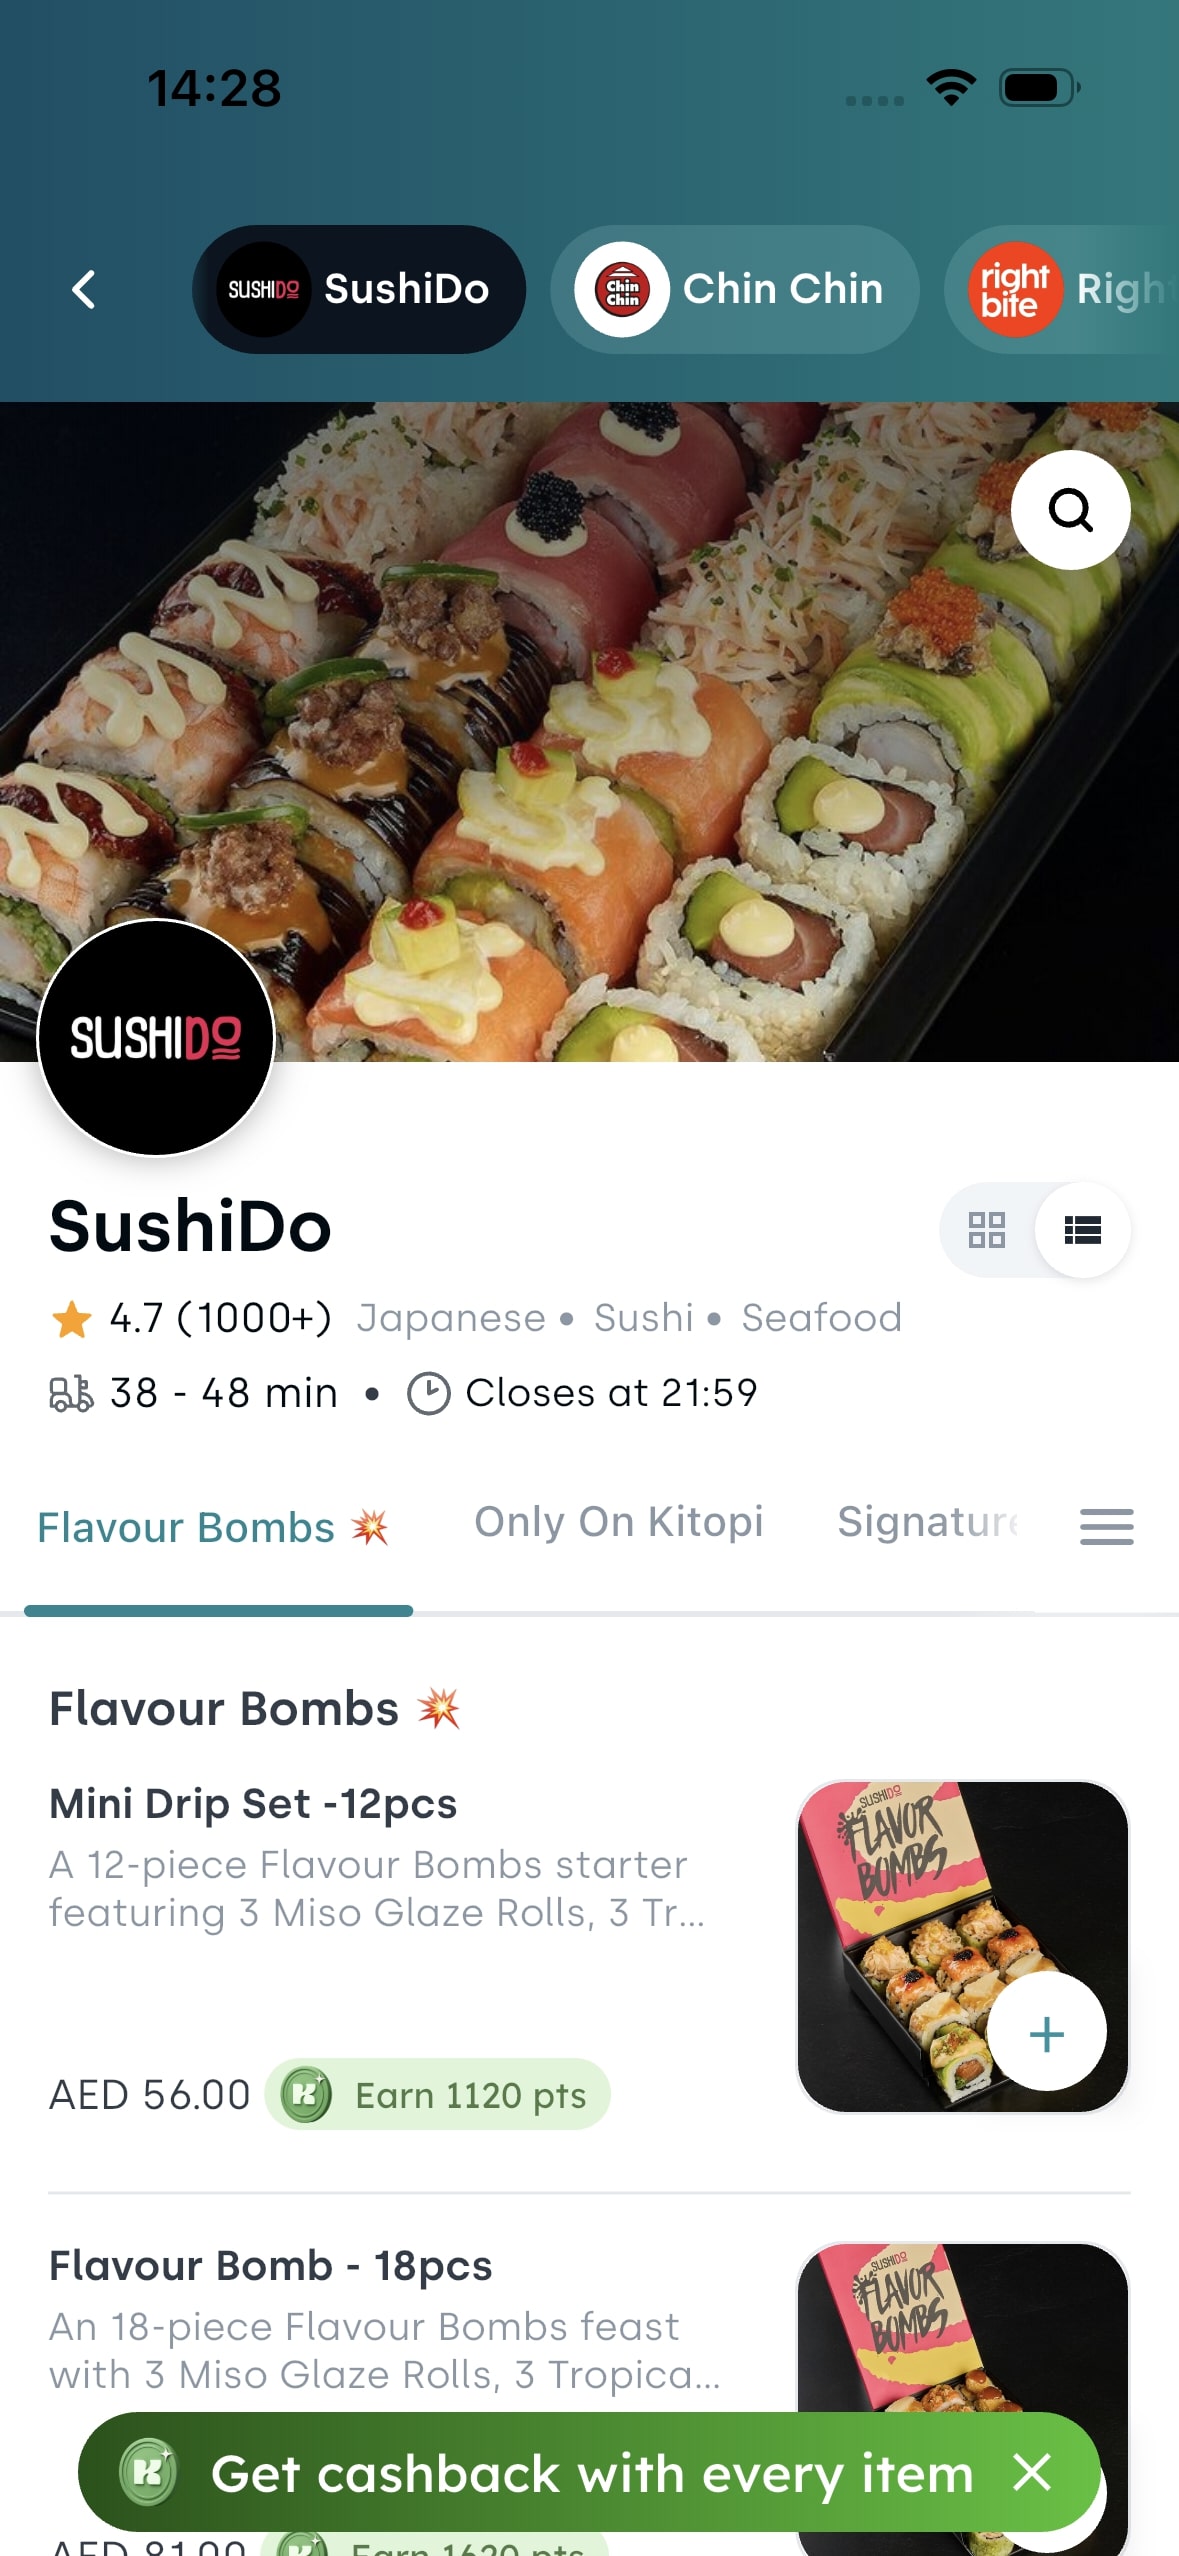 14:28
SUSHIDO SushiDo
Chin Chin Chin Chin
right bite Right
SUSHIDO
SushiDo
4.7 (1000+) Japanese • Sushi • Seafood
38 - 48 min • Closes at 21:59
Flavour Bombs 💥 Only On Kitopi Signature
Flavour Bombs 💥
Mini Drip Set -12pcs
A 12-piece Flavour Bombs starter
featuring 3 Miso Glaze Rolls, 3 Tr...
SUSHIDO
FLAVOR
BOMBS
AED 56.00 Earn 1120 pts
Flavour Bomb - 18pcs
An 18-piece Flavour Bombs feast
with 3 Miso Glaze Rolls, 3 Tropica...
SUSHIDO
FLAVOR
BOMBS
Get cashback with every item
AED 81.00 Earn 1620 pts